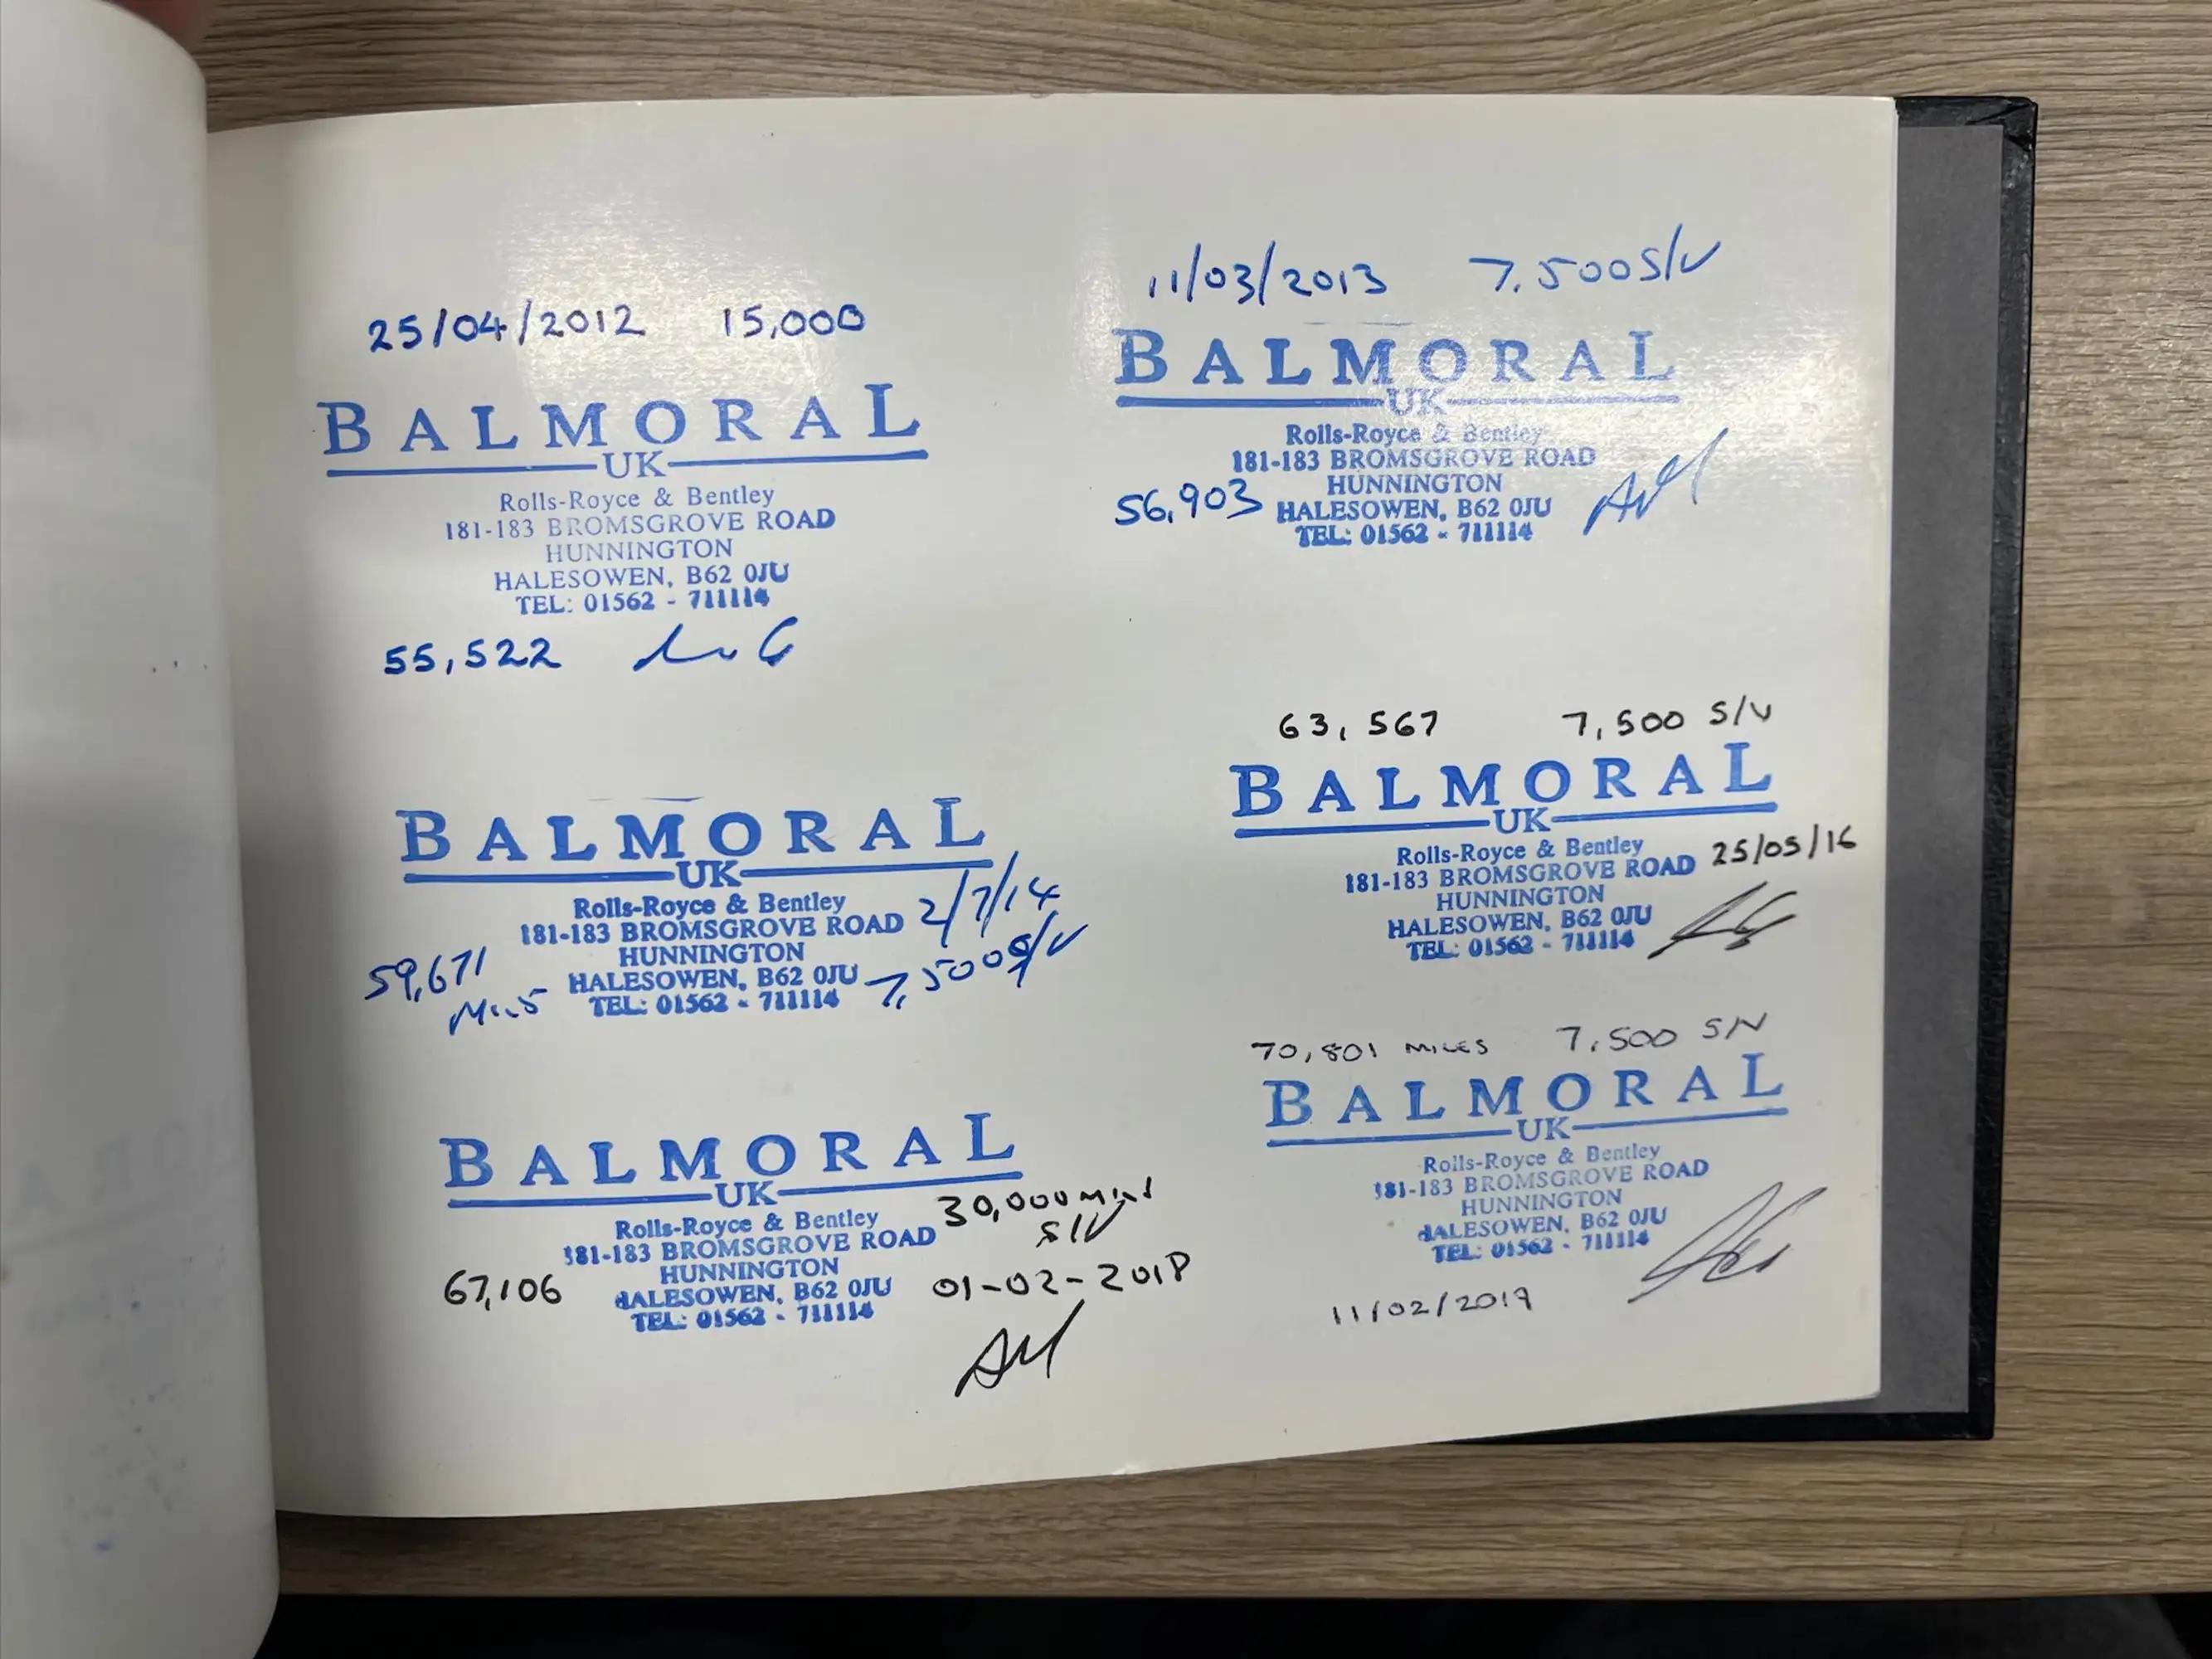 25/04/2012 15,000
BALMORAL
UK
Rolls-Royce & Bentley
181-183 BROMSGROVE ROAD
HUNNINGTON
HALESOWEN, B62 0JU
TEL: 01562 - 711114
55,522
11/03/2013 7,500 S/V
BALMORAL
UK
Rolls-Royce & Bentley
181-183 BROMSGROVE ROAD
HUNNINGTON
56,903 HALESOWEN, B62 0JU
TEL: 01562 - 711114
BALMORAL
UK
Rolls-Royce & Bentley 2/7/14
181-183 BROMSGROVE ROAD
HUNNINGTON
59,671 HALESOWEN, B62 0JU 7,500 S/V
TEL: 01562 - 711114
63,567 7,500 S/V
BALMORAL
UK
Rolls-Royce & Bentley 25/05/16
181-183 BROMSGROVE ROAD
HUNNINGTON
HALESOWEN, B62 0JU
TEL: 01562 - 711114
BALMORAL
UK
Rolls-Royce & Bentley 30,000
181-183 BROMSGROVE ROAD S/V
HUNNINGTON
67,106 HALESOWEN, B62 0JU 01-02-2018
TEL: 01562 - 711114
70,801 MILES 7,500 S/V
BALMORAL
UK
Rolls-Royce & Bentley
181-183 BROMSGROVE ROAD
HUNNINGTON
HALESOWEN, B62 0JU
TEL: 01562 - 711114
11/02/2019